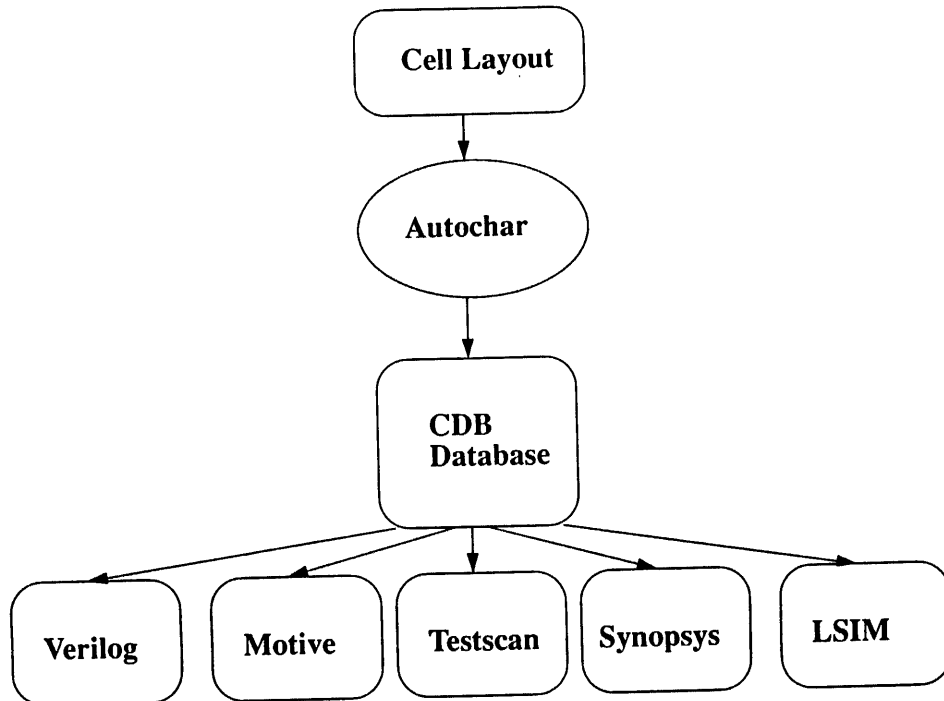 Cell Layout
Autochar
CDB
Database
Verilog
Motive
Testscan
Synopsys
LSIM